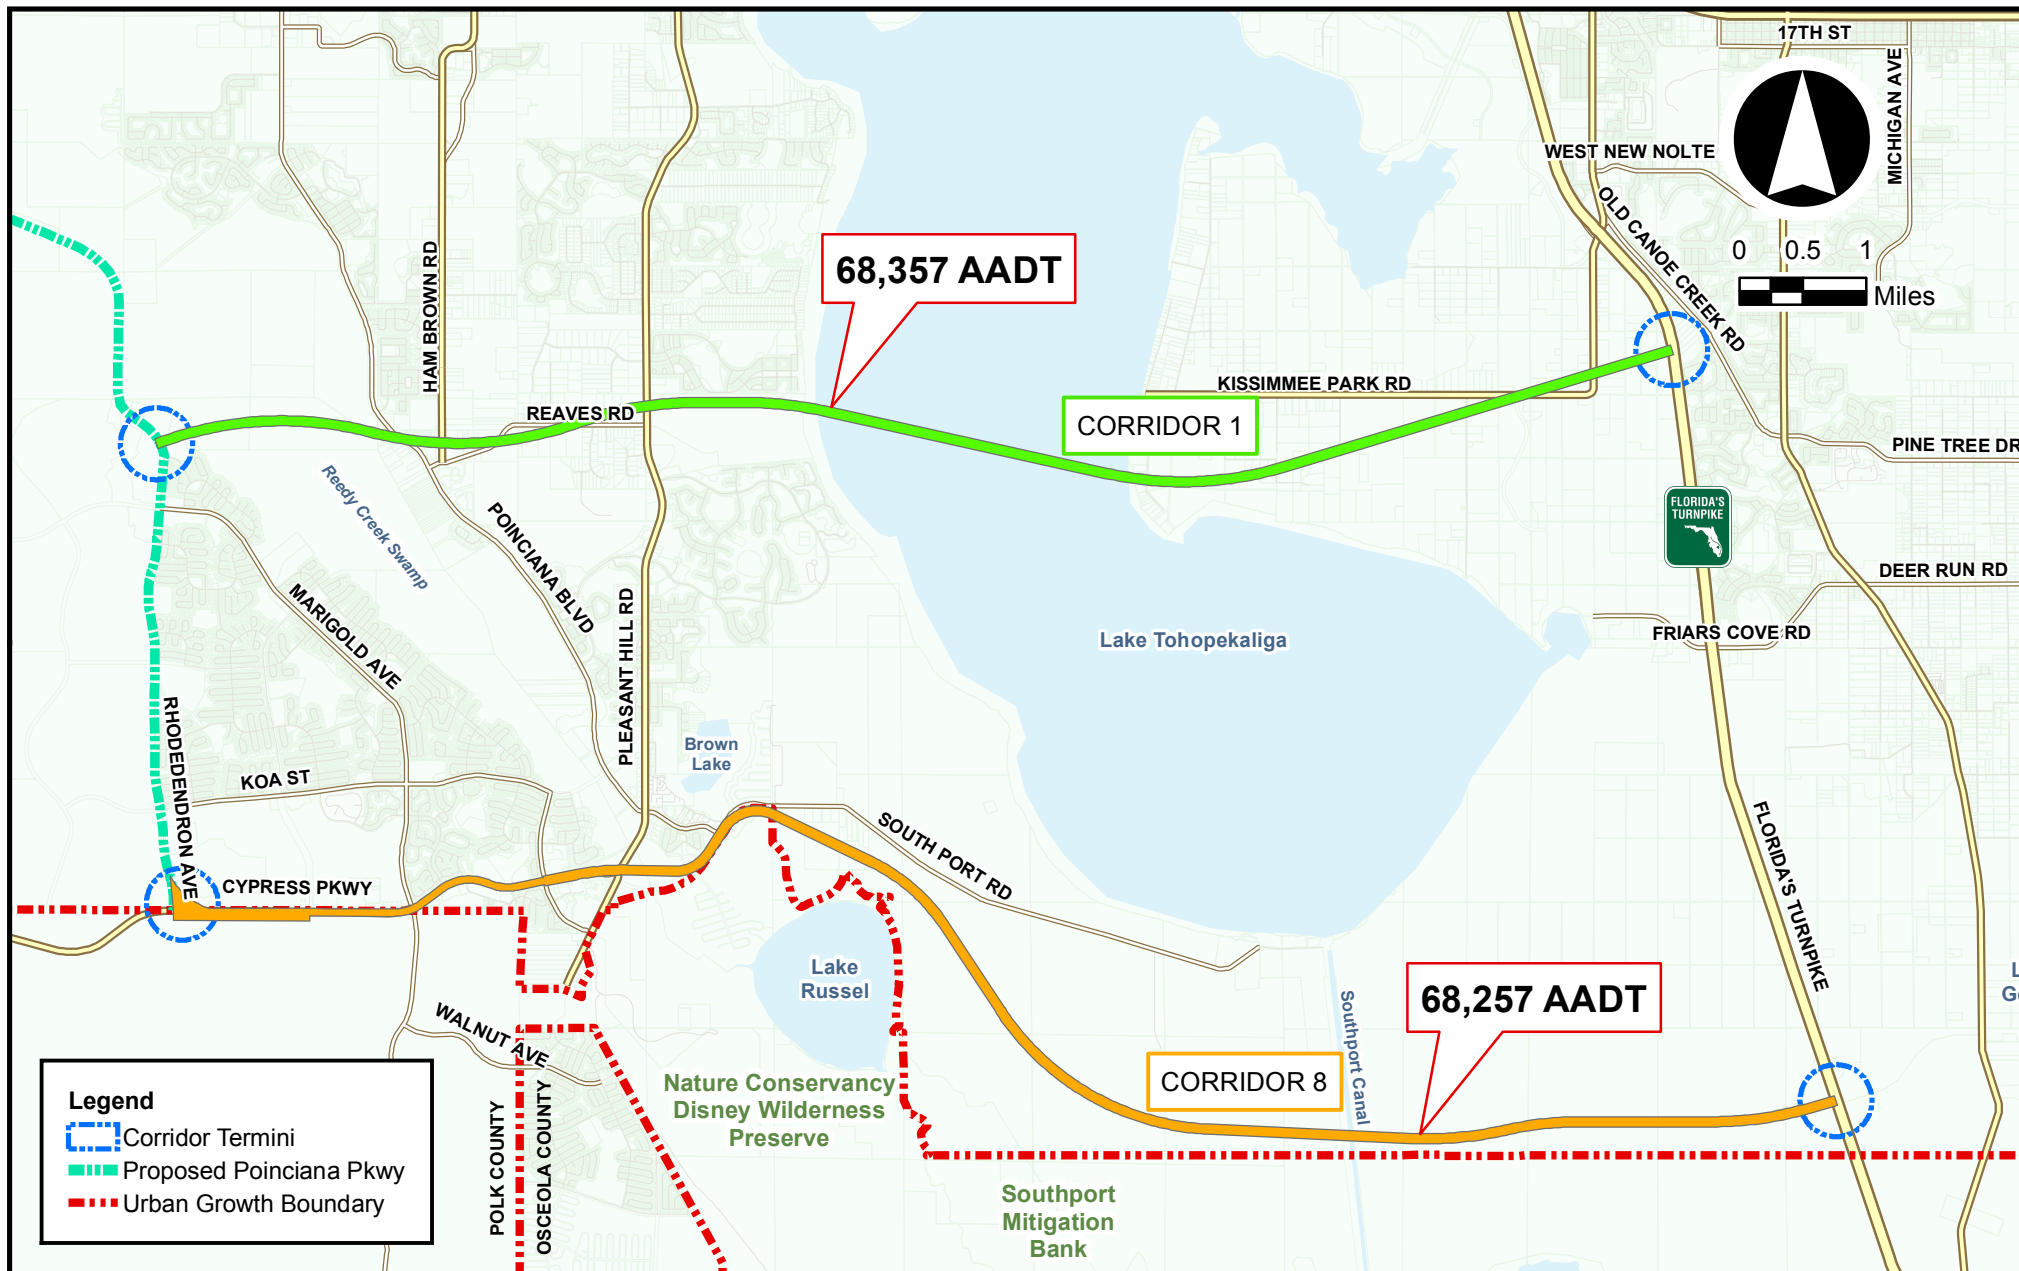 17TH ST
MICHIGAN AVE
WEST NEW NOLTE
OLD CANOE CREEK RD
0 0.5 1
Miles
HAM BROWN RD
68,357 AADT
KISSIMMEE PARK RD
REAVES RD
CORRIDOR 1
PINE TREE DR
Reedy Creek Swamp
POINCIANA BLVD
FLORIDA'S
TURNPIKE
DEER RUN RD
MARIGOLD AVE
PLEASANT HILL RD
Lake Tohopekaliga
FRIARS COVE RD
RHODEDENDRON AVE
Brown
Lake
KOA ST
SOUTH PORT RD
FLORIDA'S TURNPIKE
CYPRESS PKWY
Lake
Russel
68,257 AADT
Southport Canal
WALNUT AVE
CORRIDOR 8
Nature Conservancy
Disney Wilderness
Preserve
POLK COUNTY
OSCEOLA COUNTY
Southport
Mitigation
Bank
Legend
Corridor Termini
Proposed Poinciana Pkwy
Urban Growth Boundary